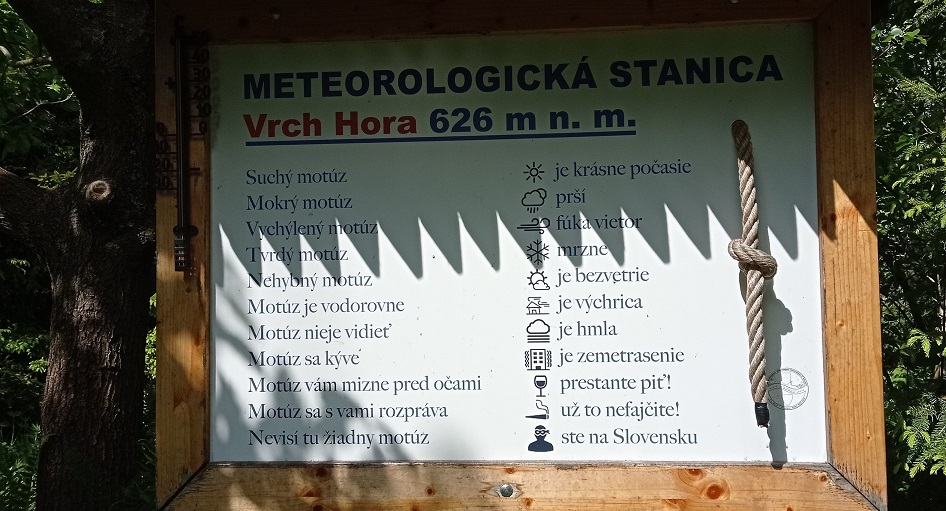 METEOROLOGICKÁ STANICA
Vrch Hora 626 m n. m.
Suchý motúz je krásne počasie
Mokrý motúz prší
Vychýlený motúz fúka vietor
Tvrdý motúz mrzne
Nehybný motúz je bezvetrie
Motúz je vodorovne je výchrica
Motúz nieje vidieť je hmla
Motúz sa kýve je zemetrasenie
Motúz vám mizne pred očami prestante piť!
Motúz sa s vami rozpráva už to nefajčite!
Nevisí tu žiadny motúz ste na Slovensku